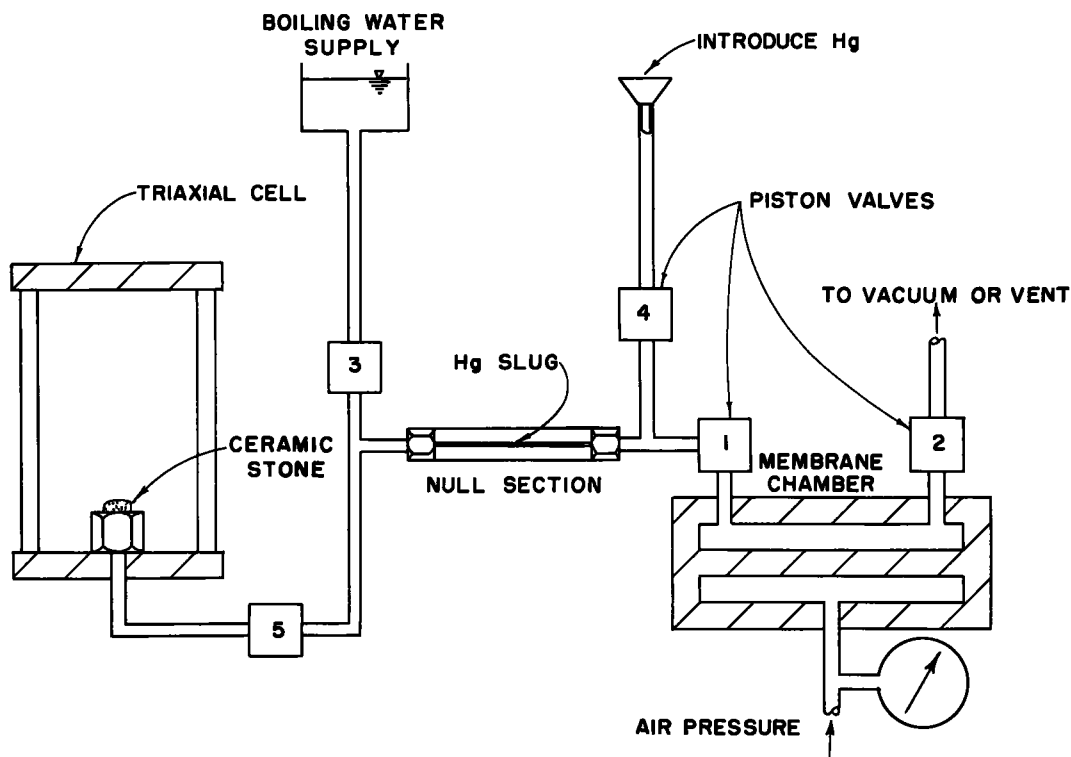 BOILING WATER
SUPPLY
INTRODUCE Hg
TRIAXIAL CELL
PISTON VALVES
TO VACUUM OR VENT
4
3
Hg SLUG
CERAMIC
STONE
NULL SECTION
1
2
MEMBRANE
CHAMBER
5
AIR PRESSURE